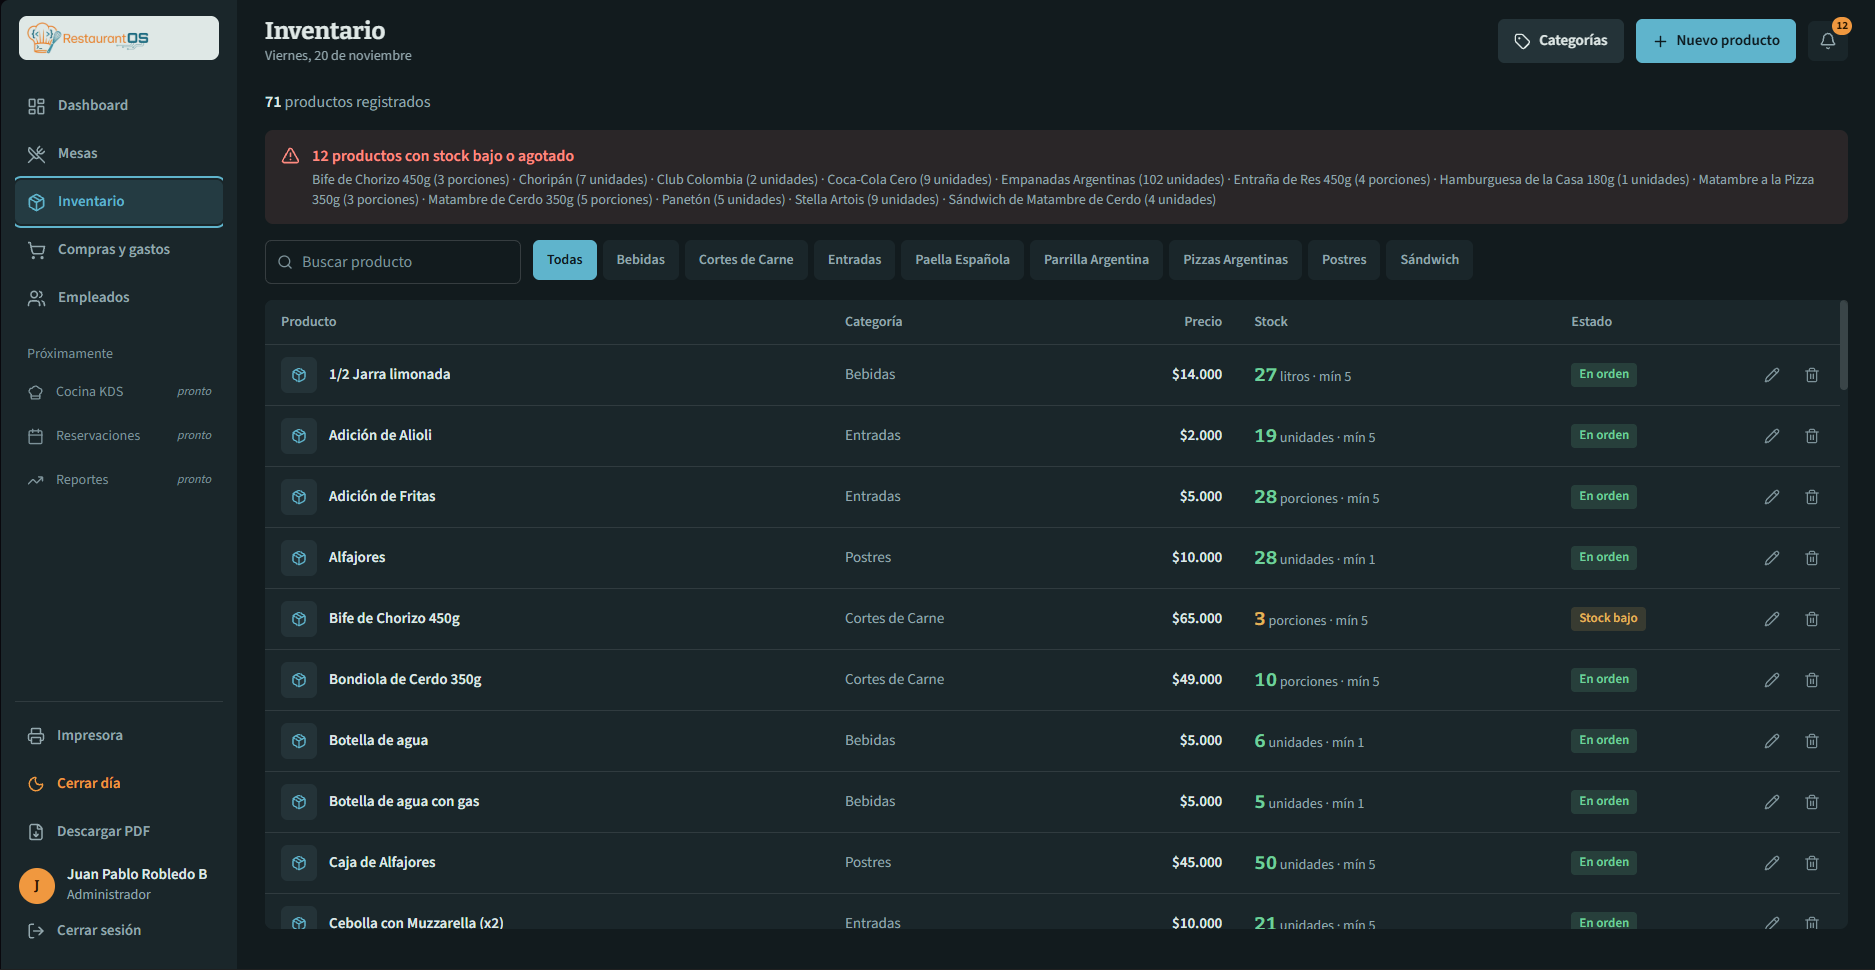 RestaurantOS
Dashboard
Mesas
Inventario
Compras y gastos
Empleados
Próximamente
Cocina KDS pronto
Reservaciones pronto
Reportes pronto
Impresora
Cerrar día
Descargar PDF
J
Juan Pablo Robledo B
Administrador
Cerrar sesión
Inventario
Viernes, 20 de noviembre
Categorías
+ Nuevo producto
12
71 productos registrados
12 productos con stock bajo o agotado
Bife de Chorizo 450g (3 porciones) · Choripán (7 unidades) · Club Colombia (2 unidades) · Coca-Cola Cero (9 unidades) · Empanadas Argentinas (102 unidades) · Entraña de Res 450g (4 porciones) · Hamburguesa de la Casa 180g (1 unidades) · Matambre a la Pizza
350g (3 porciones) · Matambre de Cerdo 350g (5 porciones) · Panetón (5 unidades) · Stella Artois (9 unidades) · Sándwich de Matambre de Cerdo (4 unidades)
Buscar producto
Todas Bebidas Cortes de Carne Entradas Paella Española Parrilla Argentina Pizzas Argentinas Postres Sándwich
Producto Categoría Precio Stock Estado
1/2 Jarra limonada Bebidas $14.000 27 litros · mín 5 En orden
Adición de Alioli Entradas $2.000 19 unidades · mín 5 En orden
Adición de Fritas Entradas $5.000 28 porciones · mín 5 En orden
Alfajores Postres $10.000 28 unidades · mín 1 En orden
Bife de Chorizo 450g Cortes de Carne $65.000 3 porciones · mín 5 Stock bajo
Bondiola de Cerdo 350g Cortes de Carne $49.000 10 porciones · mín 5 En orden
Botella de agua Bebidas $5.000 6 unidades · mín 1 En orden
Botella de agua con gas Bebidas $5.000 5 unidades · mín 1 En orden
Caja de Alfajores Postres $45.000 50 unidades · mín 5 En orden
Cebolla con Muzzarella (x2) Entradas $10.000 21 unidades · mín 5 En orden